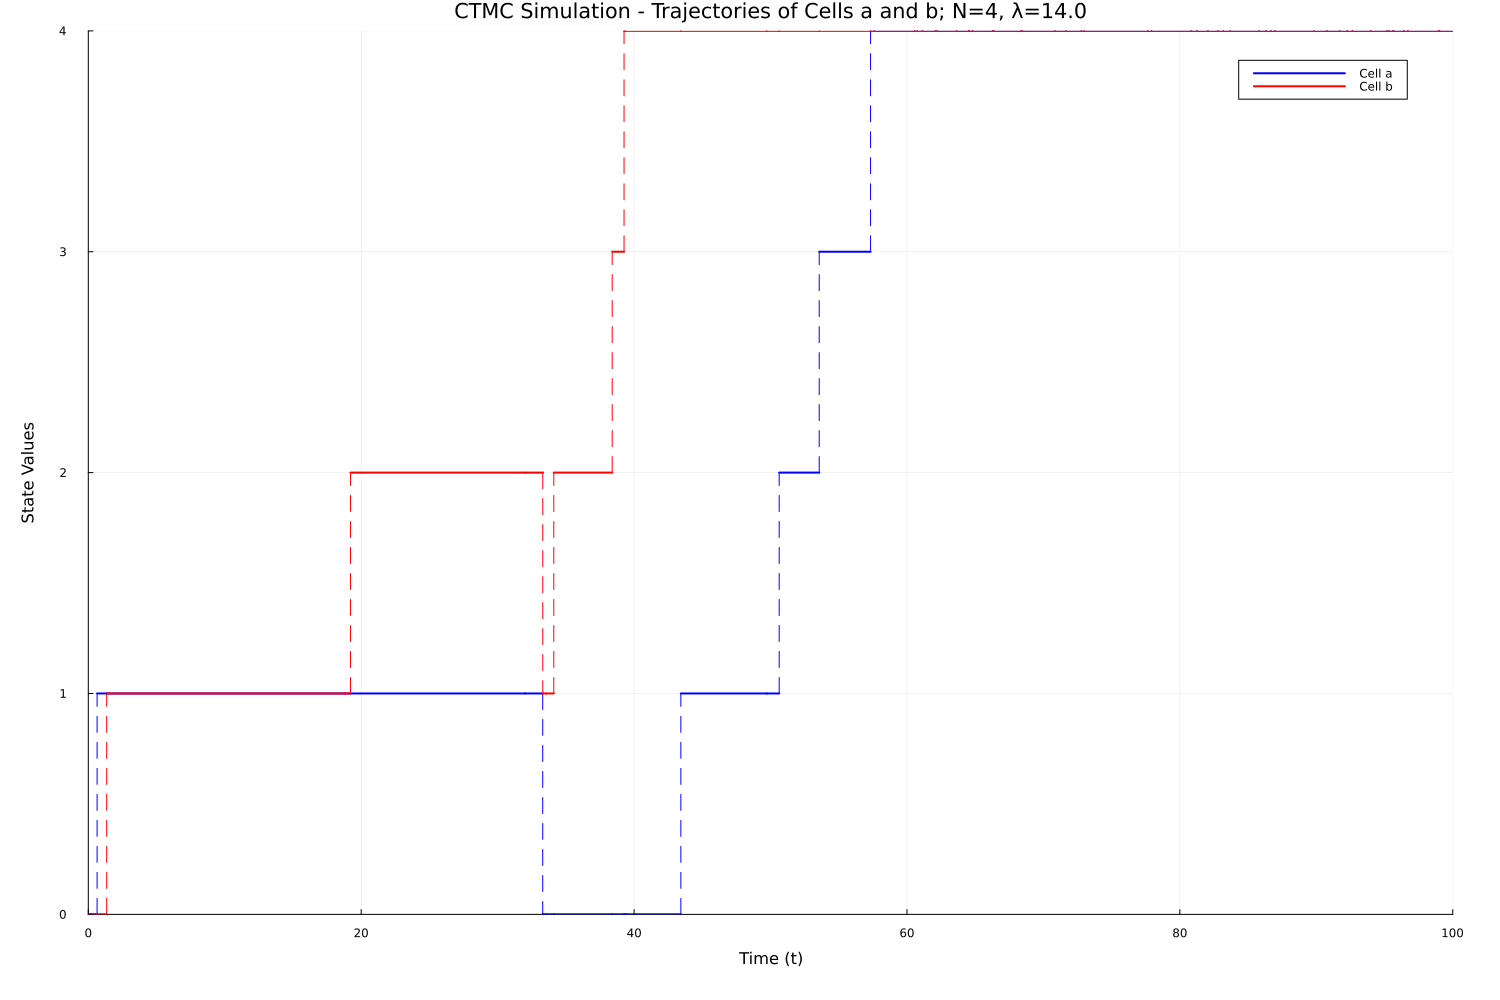 CTMC Simulation - Trajectories of Cells a and b; N=4, λ=14.0
4
Cell a
Cell b
3
State Values
2
1
0
0 20 40 60 80 100
Time (t)